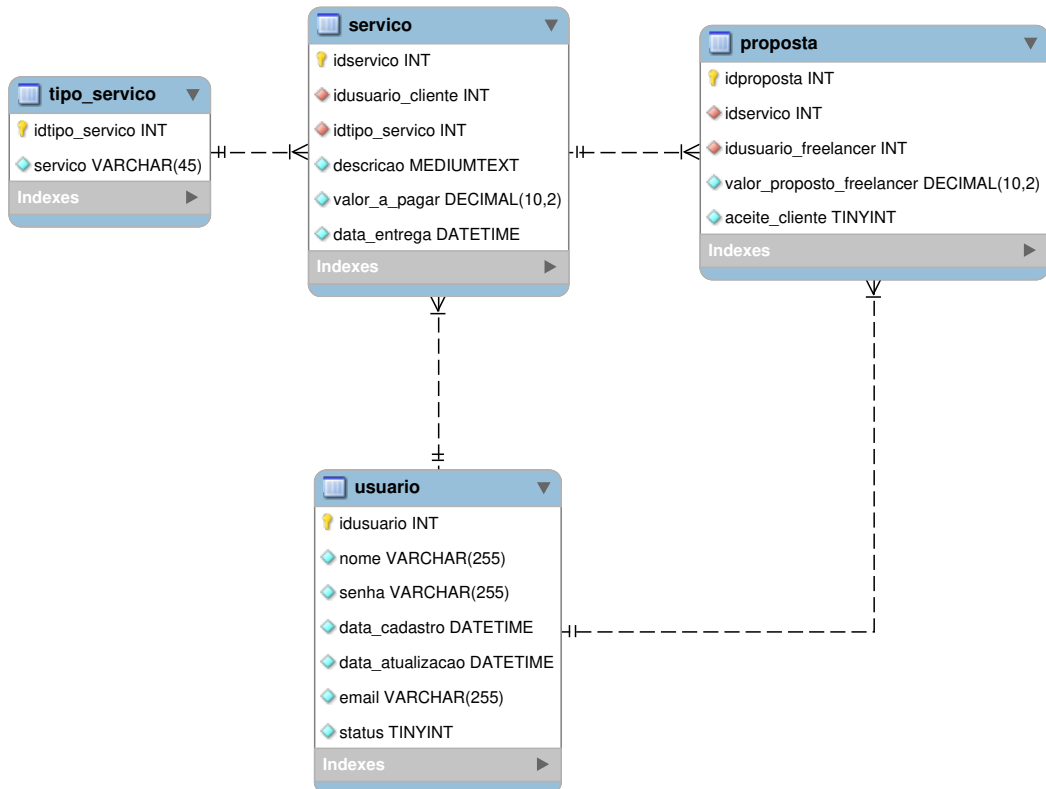 tipo_servico
idtipo_servico INT
servico VARCHAR(45)
Indexes
servico
idservico INT
idusuario_cliente INT
idtipo_servico INT
descricao MEDIUMTEXT
valor_a_pagar DECIMAL(10,2)
data_entrega DATETIME
Indexes
proposta
idproposta INT
idservico INT
idusuario_freelancer INT
valor_proposto_freelancer DECIMAL(10,2)
aceite_cliente TINYINT
Indexes
usuario
idusuario INT
nome VARCHAR(255)
senha VARCHAR(255)
data_cadastro DATETIME
data_atualizacao DATETIME
email VARCHAR(255)
status TINYINT
Indexes